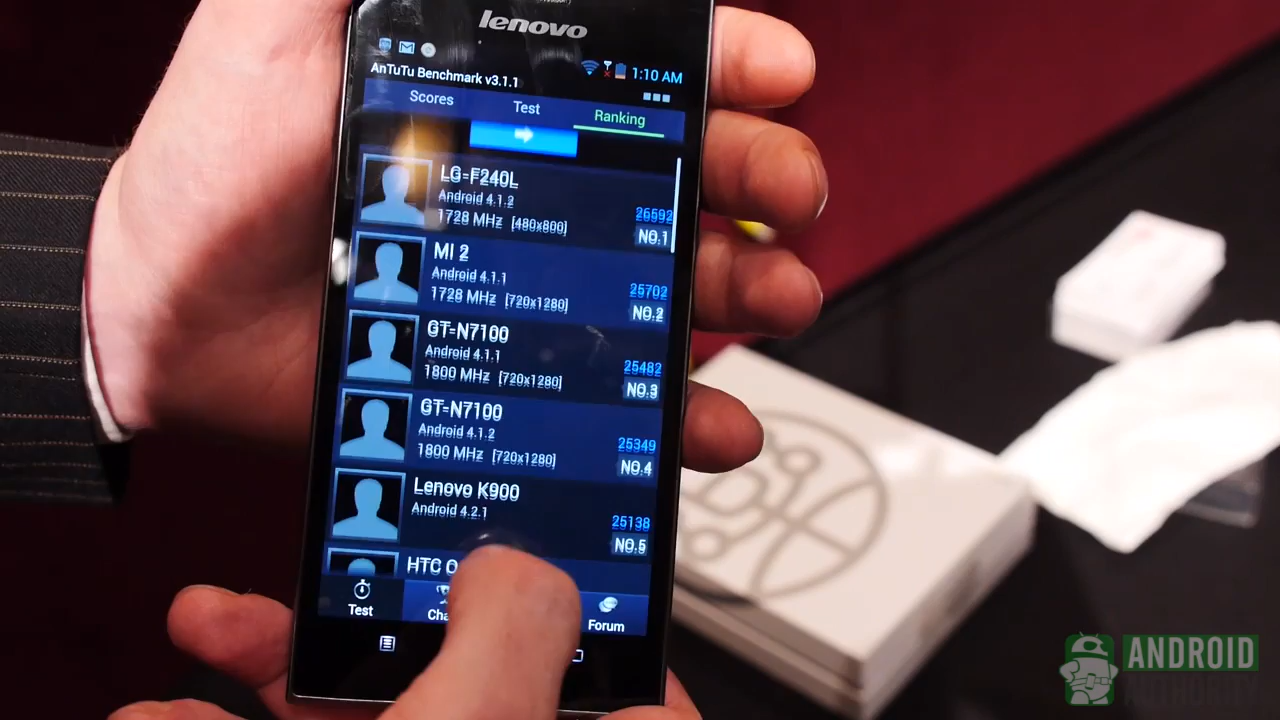 lenovo
1:10 AM
AnTuTu Benchmark v3.1.1
Scores Test Ranking
LG-F240L
Android 4.1.2
1728 MHz [480x800]
26592
NO.1
MI 2
Android 4.1.1
1728 MHz [720x1280]
25702
NO.2
GT-N7100
Android 4.1.1
1800 MHz [720x1280]
25482
NO.3
GT-N7100
Android 4.1.2
1800 MHz [720x1280]
25349
NO.4
Lenovo K900
Android 4.2.1
25138
NO.5
HTC
Test Forum
ANDROID
AUTHORITY